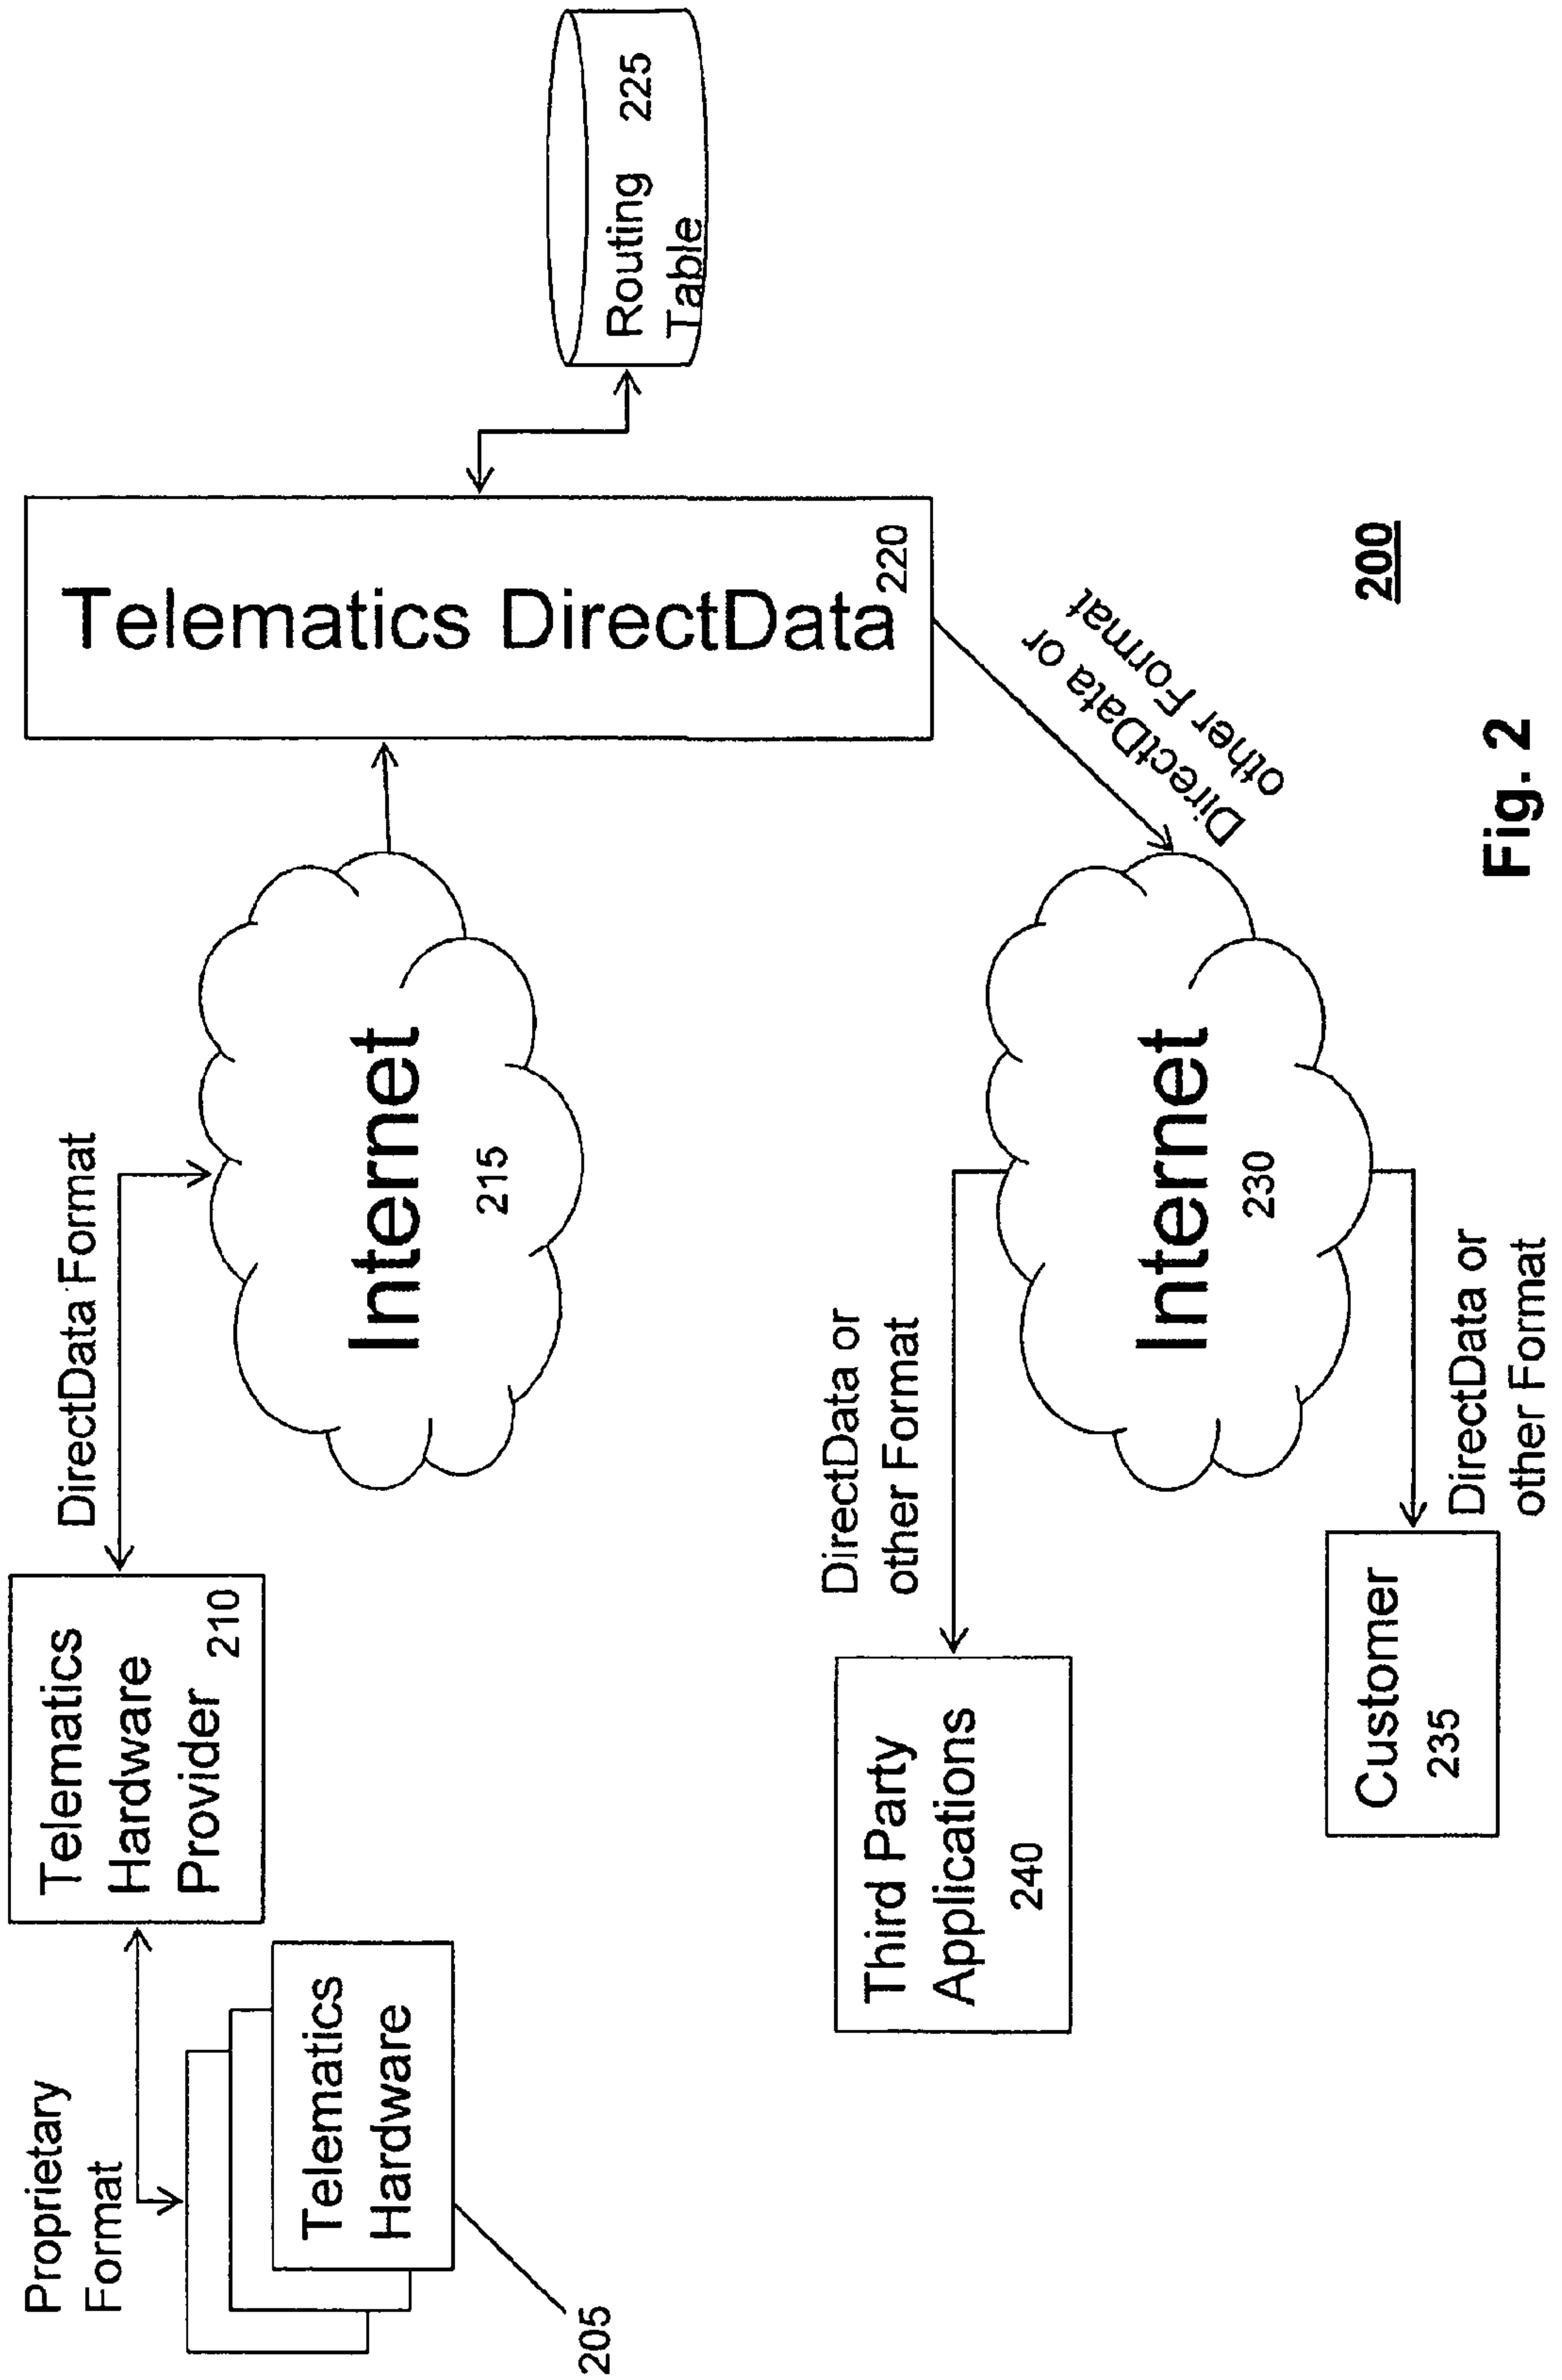 Proprietary
Format
Telematics
Hardware
205
Telematics
Hardware
Provider
210
DirectData Format
Internet
215
Telematics DirectData
220
Routing
225
Table
DirectData or
other Format
Internet
230
DirectData or
other Format
Third Party
Applications
240
DirectData or
other Format
Customer
235
200
Fig. 2